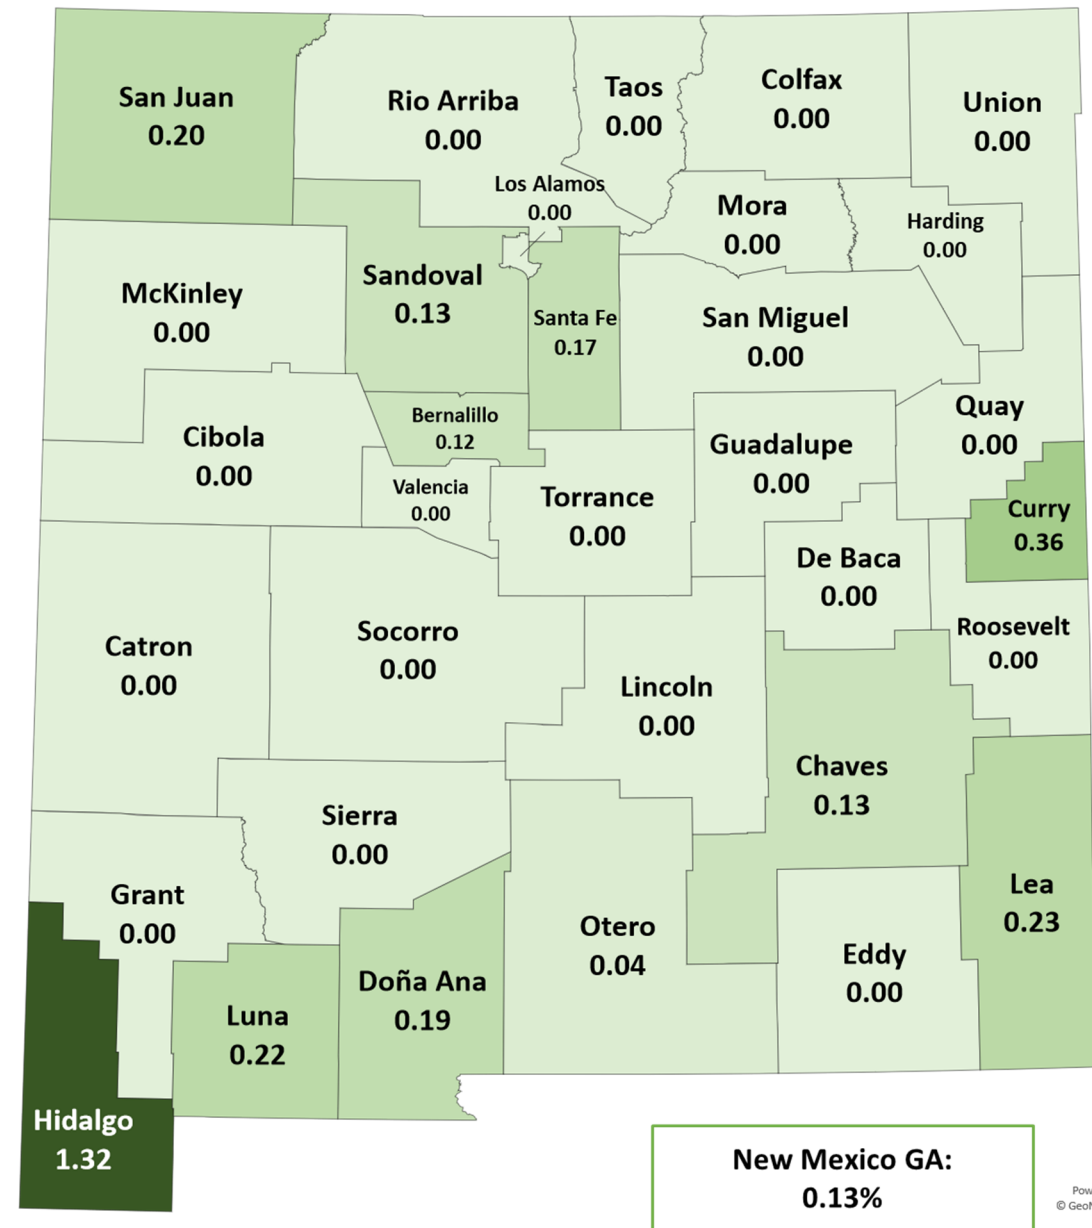 San Juan
0.20
Rio Arriba
0.00
Taos
0.00
Colfax
0.00
Union
0.00
Los Alamos
0.00
Mora
0.00
Harding
0.00
McKinley
0.00
Sandoval
0.13
Santa Fe
0.17
San Miguel
0.00
Quay
0.00
Cibola
0.00
Bernalillo
0.12
Guadalupe
0.00
Valencia
0.00
Torrance
0.00
Curry
0.36
De Baca
0.00
Catron
0.00
Socorro
0.00
Roosevelt
0.00
Lincoln
0.00
Chaves
0.13
Sierra
0.00
Grant
0.00
Lea
0.23
Otero
0.04
Eddy
0.00
Doña Ana
0.19
Luna
0.22
Hidalgo
1.32
New Mexico GA:
0.13%
Pow
© GeoN